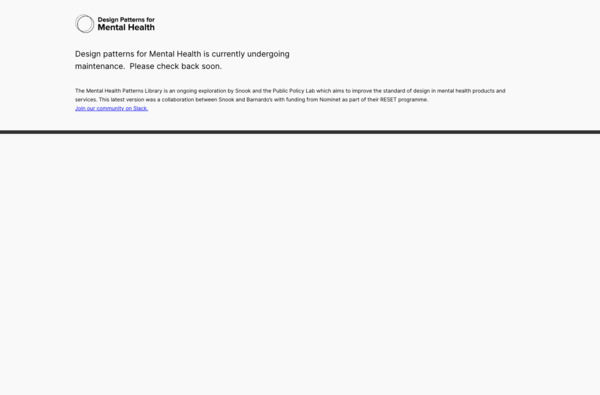 Design Patterns for
Mental Health
Design patterns for Mental Health is currently undergoing
maintenance.  Please check back soon.
The Mental Health Patterns Library is an ongoing exploration by Snook and the Public Policy Lab which aims to improve the standard of design in mental health products and
services. This latest version was a collaboration between Snook and Barnardo's with funding from Nominet as part of their RESET programme.
Join our community on Slack.